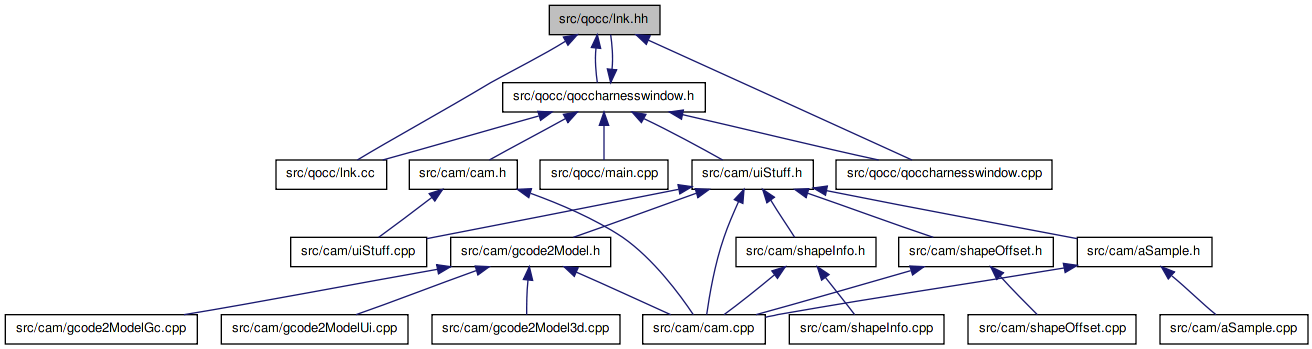 src/qocc/lnk.hh
src/qocc/qoccharnesswindow.h
src/qocc/lnk.cc
src/cam/cam.h
src/qocc/main.cpp
src/cam/uiStuff.h
src/qocc/qoccharnesswindow.cpp
src/cam/uiStuff.cpp
src/cam/gcode2Model.h
src/cam/shapeInfo.h
src/cam/shapeOffset.h
src/cam/aSample.h
src/cam/gcode2ModelGc.cpp
src/cam/gcode2ModelUi.cpp
src/cam/gcode2Model3d.cpp
src/cam/cam.cpp
src/cam/shapeInfo.cpp
src/cam/shapeOffset.cpp
src/cam/aSample.cpp